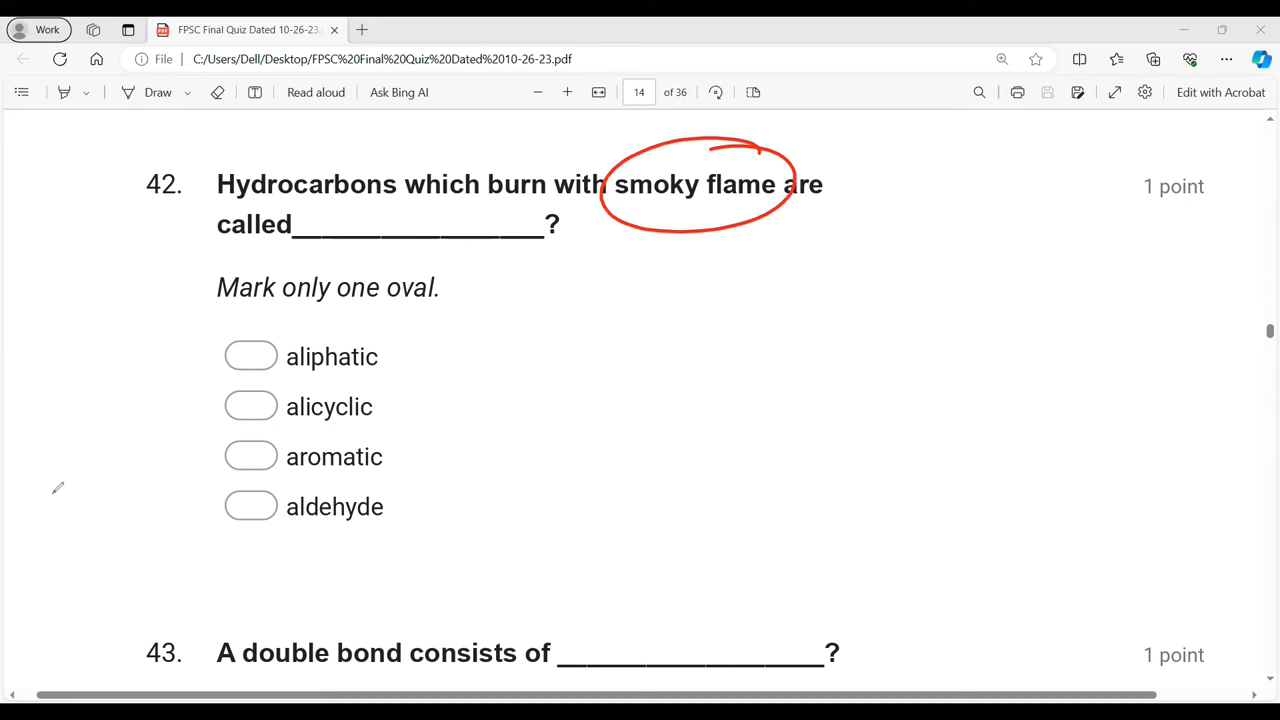 Work
FPSC Final Quiz Dated 10-26-23.
File C:/Users/Dell/Desktop/FPSC%20Final%20Quiz%20Dated%2010-26-23.pdf
Draw Read aloud Ask Bing AI 14 of 36 Edit with Acrobat
42. Hydrocarbons which burn with smoky flame are 1 point
called_________________?
Mark only one oval.
aliphatic
alicyclic
aromatic
aldehyde
43. A double bond consists of __________________? 1 point